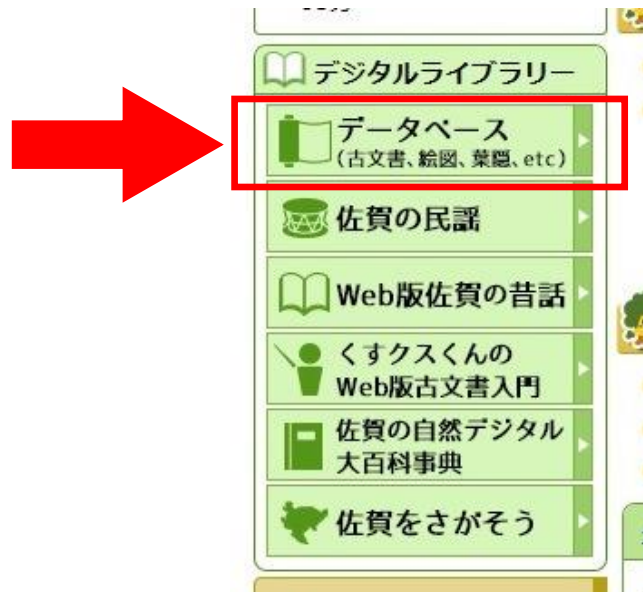 デジタルライブラリー
データベース
（古文書、絵図、葉隠、etc）
佐賀の民謡
Web版佐賀の昔話
くすクスくんの
Web版古文書入門
佐賀の自然デジタル
大百科事典
佐賀をさがそう